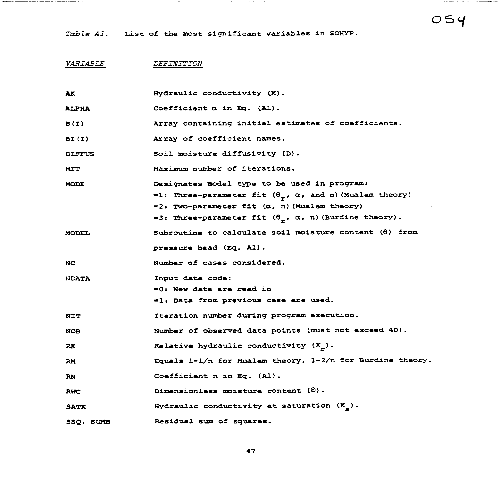 054
Table A1. List of the most significant variables in SOHYP.
VARIABLE DEFINITION
AK Hydraulic conductivity (K).
ALPHA Coefficient α in Eq. (A1).
B(I) Array containing initial estimates of coefficients.
BI(I) Array of coefficient names.
DIFFUS Soil moisture diffusivity (D).
MIT Maximum number of iterations.
MODE Designates model type to be used in program:
=1: Three-parameter fit (θr, α, and n)(Mualem theory)
=2: Two-parameter fit (α, n)(Mualem theory)
=3: Three-parameter fit (θr, α, n)(Burdine theory).
MODEL Subroutine to calculate soil moisture content (θ) from
pressure head (Eq. A1).
NC Number of cases considered.
NDATA Input data code:
=0: New data are read in
=1: Data from previous case are used.
NIT Iteration number during program execution.
NOB Number of observed data points (must not exceed 40).
RK Relative hydraulic conductivity (Kr).
RM Equals 1-1/n for Mualem theory, 1-2/n for Burdine theory.
RN Coefficient n in Eq. (A1).
RWC Dimensionless moisture content (Θ).
SATK Hydraulic conductivity at saturation (Ks).
SSQ, SUMB Residual sum of squares.
47